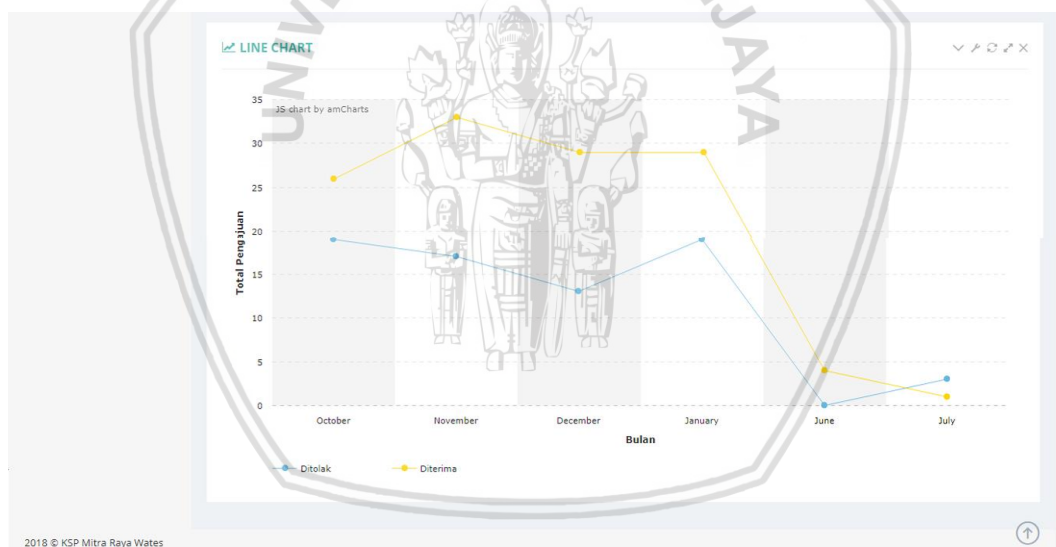 LINE CHART
JS chart by amCharts
35
30
25
20
15
10
5
0
Total Pengajuan
October November December January June July
Bulan
Ditolak Diterima
2018 © KSP Mitra Raya Wates